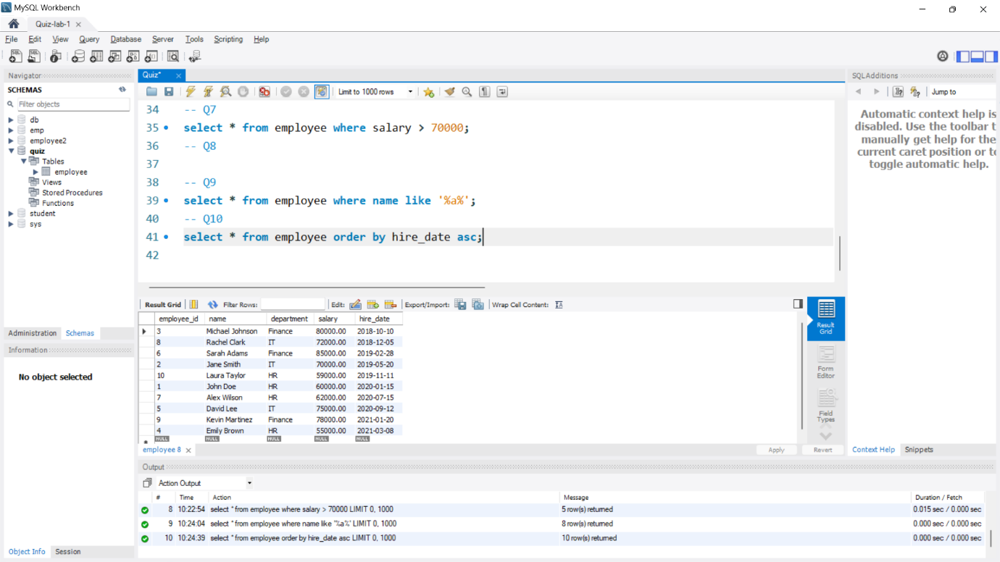 MySQL Workbench
Quiz-lab-1
File Edit View Query Database Server Tools Scripting Help
Navigator
SCHEMAS
Filter objects
db
emp
employee2
quiz
Tables
employee
Views
Stored Procedures
Functions
student
sys
Administration Schemas
Information
No object selected
Object Info Session
Quiz*
Limit to 1000 rows
34 -- Q7
35 select * from employee where salary > 70000;
36 -- Q8
37
38 -- Q9
39 select * from employee where name like '%a%';
40 -- Q10
41 select * from employee order by hire_date asc;
42
Result Grid Filter Rows: Edit: Export/Import: Wrap Cell Content:
employee_id name department salary hire_date
3 Michael Johnson Finance 80000.00 2018-10-10
8 Rachel Clark IT 72000.00 2018-12-05
6 Sarah Adams Finance 85000.00 2019-02-28
2 Jane Smith IT 70000.00 2019-05-20
10 Laura Taylor HR 59000.00 2019-11-11
1 John Doe HR 60000.00 2020-01-15
7 Alex Wilson HR 62000.00 2020-07-15
5 David Lee IT 75000.00 2020-09-12
9 Kevin Martinez Finance 78000.00 2021-01-20
4 Emily Brown HR 55000.00 2021-03-08
NULL NULL NULL NULL NULL
Result
Grid
Form
Editor
Field
Types
employee 8
Apply Revert
Output
Action Output
# Time Action Message Duration / Fetch
8 10:22:54 select * from employee where salary > 70000 LIMIT 0, 1000 5 row(s) returned 0.015 sec / 0.000 sec
9 10:24:04 select * from employee where name like '%a%' LIMIT 0, 1000 8 row(s) returned 0.000 sec / 0.000 sec
10 10:24:39 select * from employee order by hire_date asc LIMIT 0, 1000 10 row(s) returned 0.000 sec / 0.000 sec
SQLAdditions
Jump to
Automatic context help is
disabled. Use the toolbar t
manually get help for the
current caret position or to
toggle automatic help.
Context Help Snippets